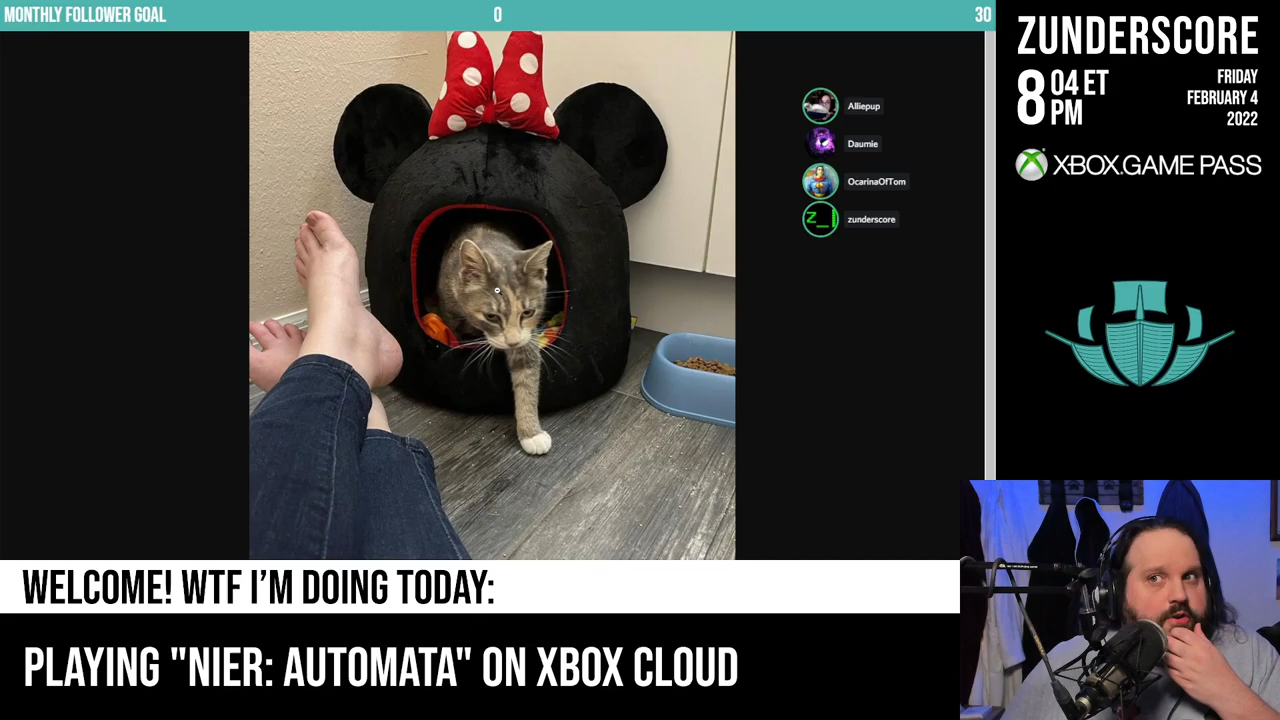 MONTHLY FOLLOWER GOAL 0 30
ZUNDERSCORE
8 04 ET
PM
FRIDAY
FEBRUARY 4
2022
XBOX GAME PASS
Alliepup
Daumie
OcarinaOfTom
Z_
zunderscore
WELCOME! WTF I'M DOING TODAY:
PLAYING "NIER: AUTOMATA" ON XBOX CLOUD